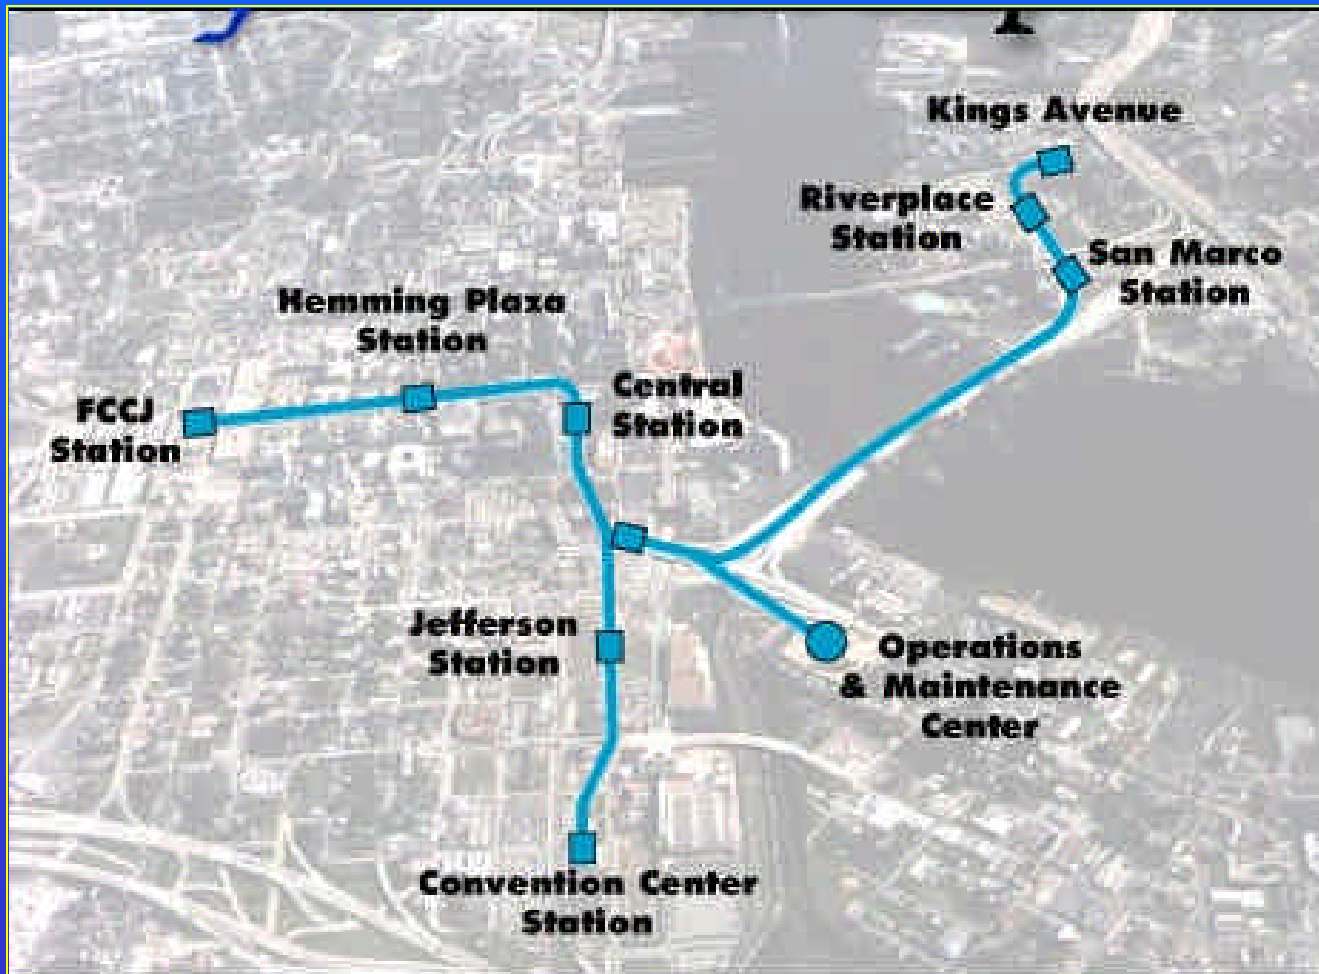 Kings Avenue
Riverplace
Station
San Marco
Station
Hemming Plaza
Station
Central
Station
FCCJ
Station
Jefferson
Station
Operations
& Maintenance
Center
Convention Center
Station